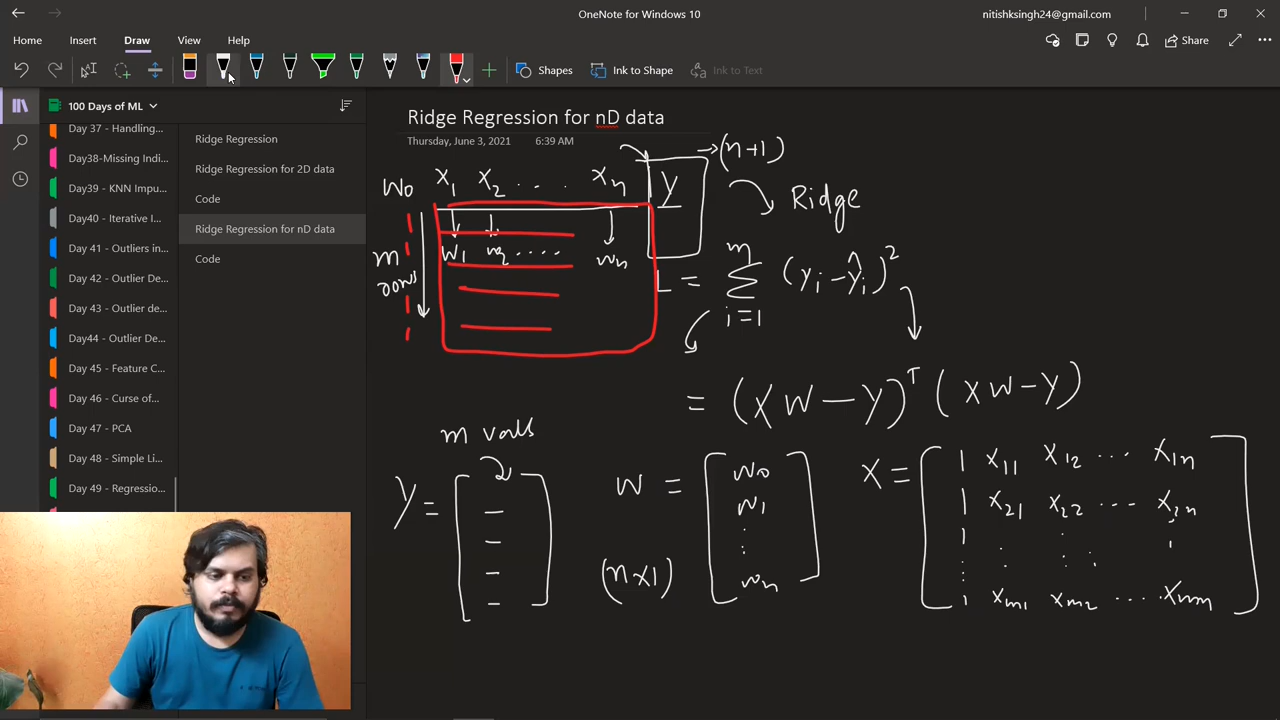 OneNote for Windows 10
nitishksingh24@gmail.com
Home Insert Draw View Help
Share
Shapes Ink to Shape Ink to Text
100 Days of ML
Day 37 - Handling...
Day38-Missing Indi...
Day39 - KNN Impu...
Day40 - Iterative I...
Day 41 - Outliers in...
Day 42 - Outlier De...
Day 43 - Outlier de...
Day44 - Outlier De...
Day 45 - Feature C...
Day 46 - Curse of...
Day 47 - PCA
Day 48 - Simple Li...
Day 49 - Regressio...
Ridge Regression
Ridge Regression for 2D data
Code
Ridge Regression for nD data
Code
Ridge Regression for nD data
Thursday, June 3, 2021 6:39 AM
→ (n+1)
w0 x1 x2 .... xn Y
Ridge
w1 w2 .... wn
m rows
L = Σ_{i=1}^{m} (yi - ŷi)^2
= (XW - Y)^T (XW - Y)
m vals
Y = [ - - - - ]
W = [ w0 w1 : wn ]
(n×1)
X = [
1 x11 x12 ... x1n
1 x21 x22 ... x2n
1 xm1 xm2 .... xmn ]